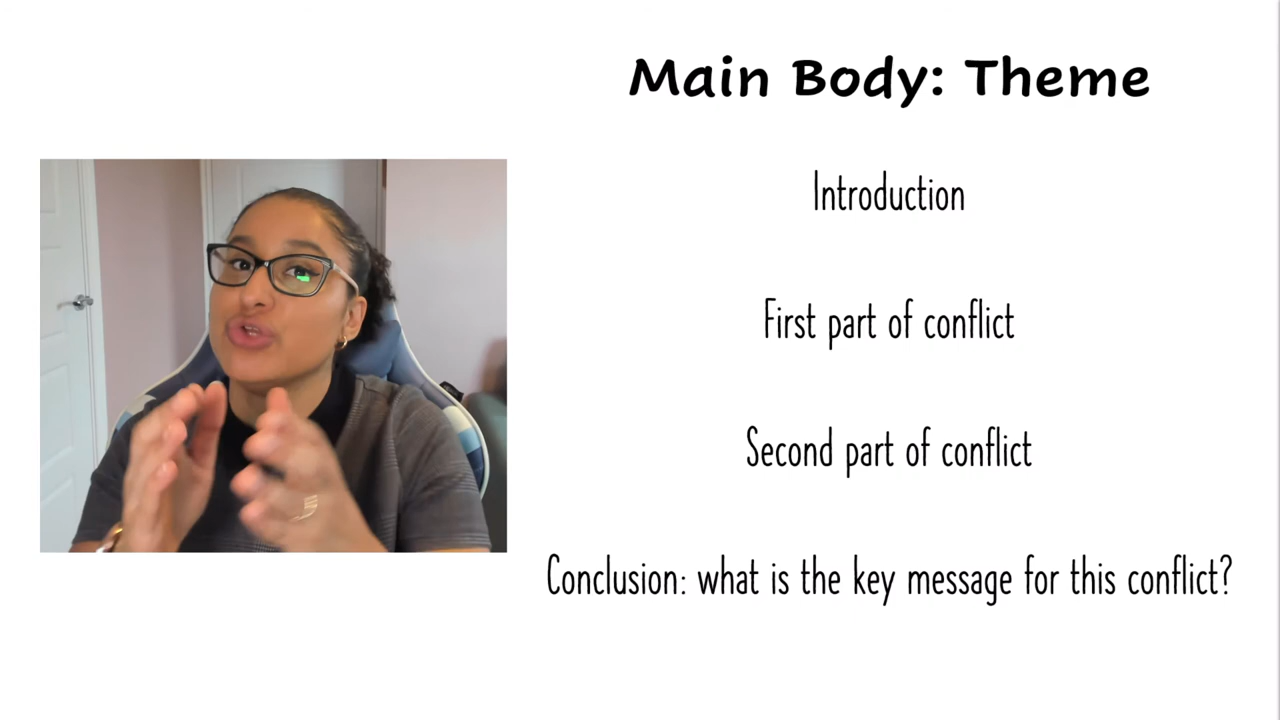 Main Body: Theme
Introduction
First part of conflict
Second part of conflict
Conclusion: what is the key message for this conflict?